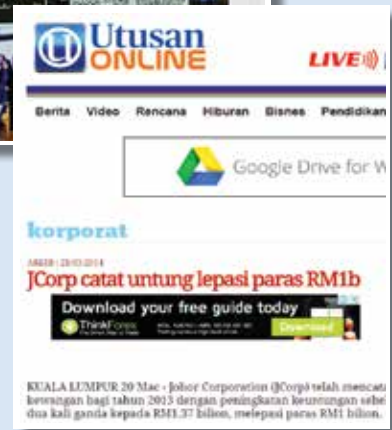 Utusan
ONLINE
LIVE
Berita Video Rencana Hiburan Bisnes Pendidikan
Google Drive for W
korporat
JCorp catat untung lepasi paras RM1b
Download your free guide today
ThinkForex
Download
KUALA LUMPUR 20 Mac - Johor Corporation (JCorp) telah mencata
kewangan bagi tahun 2013 dengan peningkatan keuntungan sebe
dua kali ganda kepada RM1.37 bilion, melepasi paras RM1 bilion.